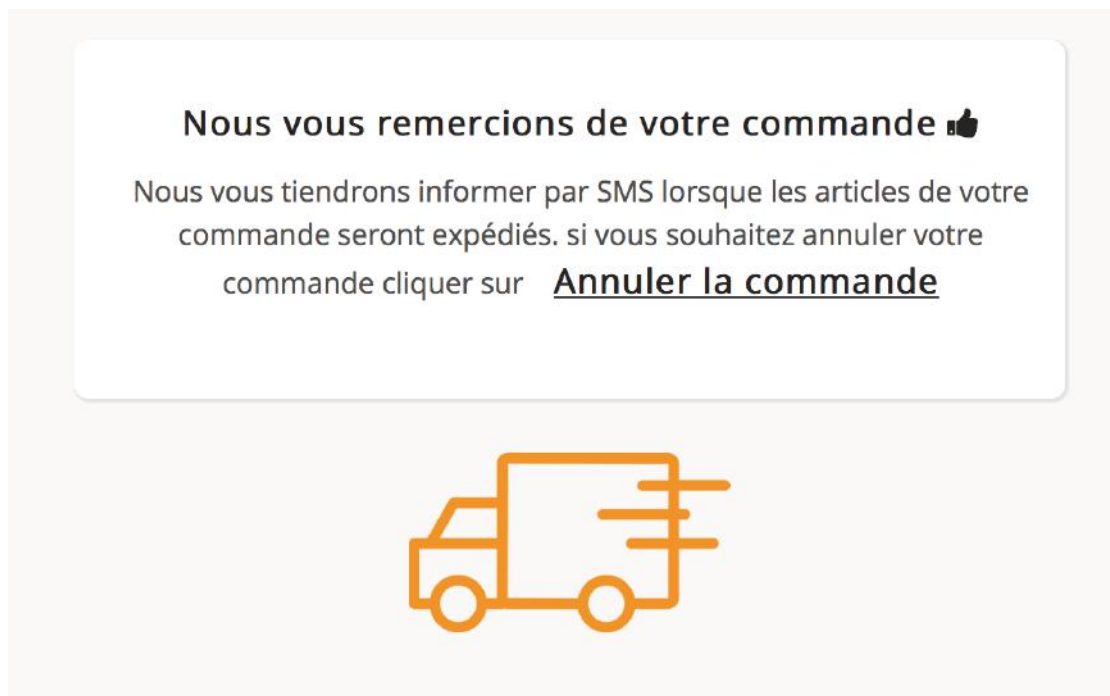 Nous vous remercions de votre commande
Nous vous tiendrons informer par SMS lorsque les articles de votre
commande seront expédiés. si vous souhaitez annuler votre
commande cliquer sur Annuler la commande